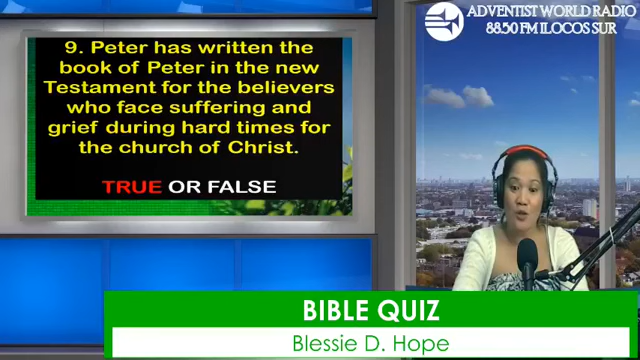 ADVENTIST WORLD RADIO
88.50 FM ILOCOS SUR
9. Peter has written the
book of Peter in the new
Testament for the believers
who face suffering and
grief during hard times for
the church of Christ.
TRUE OR FALSE
BIBLE QUIZ
Blessie D. Hope